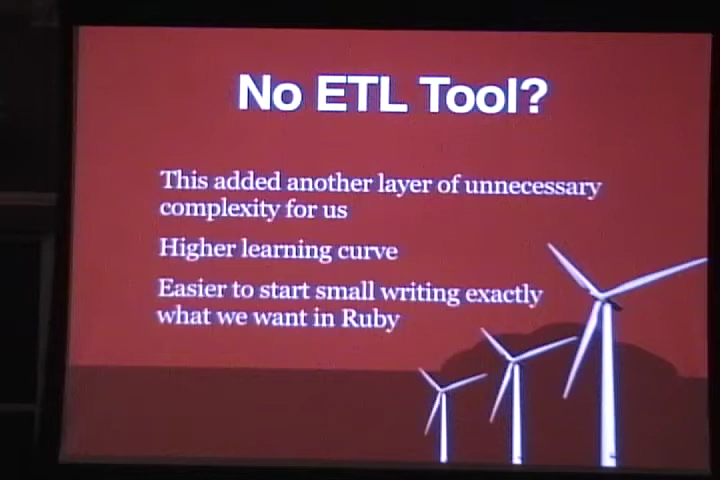 No ETL Tool?
This added another layer of unnecessary
complexity for us
Higher learning curve
Easier to start small writing exactly
what we want in Ruby